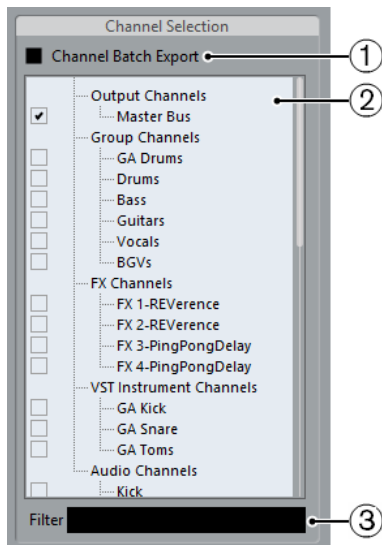 Channel Selection
Channel Batch Export
1
Output Channels
2
Master Bus
Group Channels
GA Drums
Drums
Bass
Guitars
Vocals
BGVs
FX Channels
FX 1-REVerence
FX 2-REVerence
FX 3-PingPongDelay
FX 4-PingPongDelay
VST Instrument Channels
GA Kick
GA Snare
GA Toms
Audio Channels
Kick
Filter
3